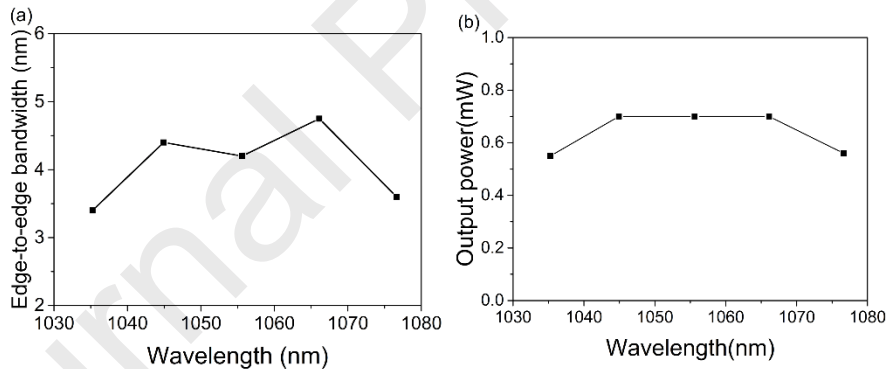 (a)
Edge-to-edge bandwidth (nm)
6
5
4
3
2
1030 1040 1050 1060 1070 1080
Wavelength (nm)
(b)
Output power(mW)
1.0
0.8
0.6
0.4
0.2
0.0
1030 1040 1050 1060 1070 1080
Wavelength(nm)
urnal P